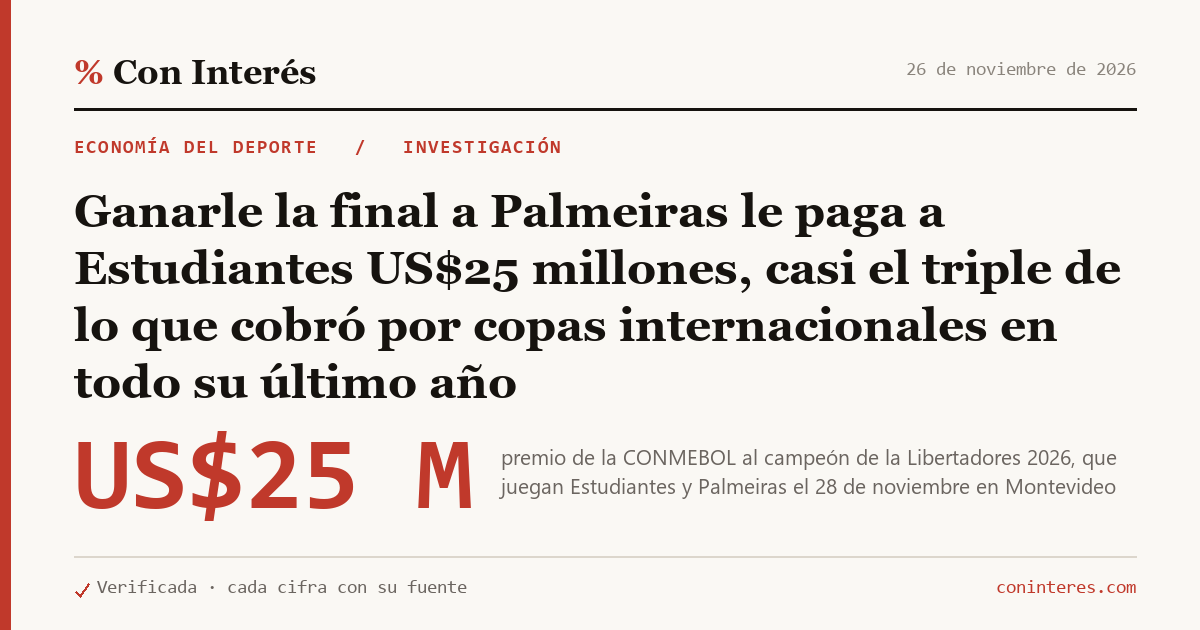 % Con Interés
26 de noviembre de 2026
ECONOMÍA DEL DEPORTE / INVESTIGACIÓN
Ganarle la final a Palmeiras le paga a
Estudiantes US$25 millones, casi el triple de
lo que cobró por copas internacionales en
todo su último año
US$25 M
premio de la CONMEBOL al campeón de la Libertadores 2026, que
juegan Estudiantes y Palmeiras el 28 de noviembre en Montevideo
✓ Verificada · cada cifra con su fuente
coninteres.com